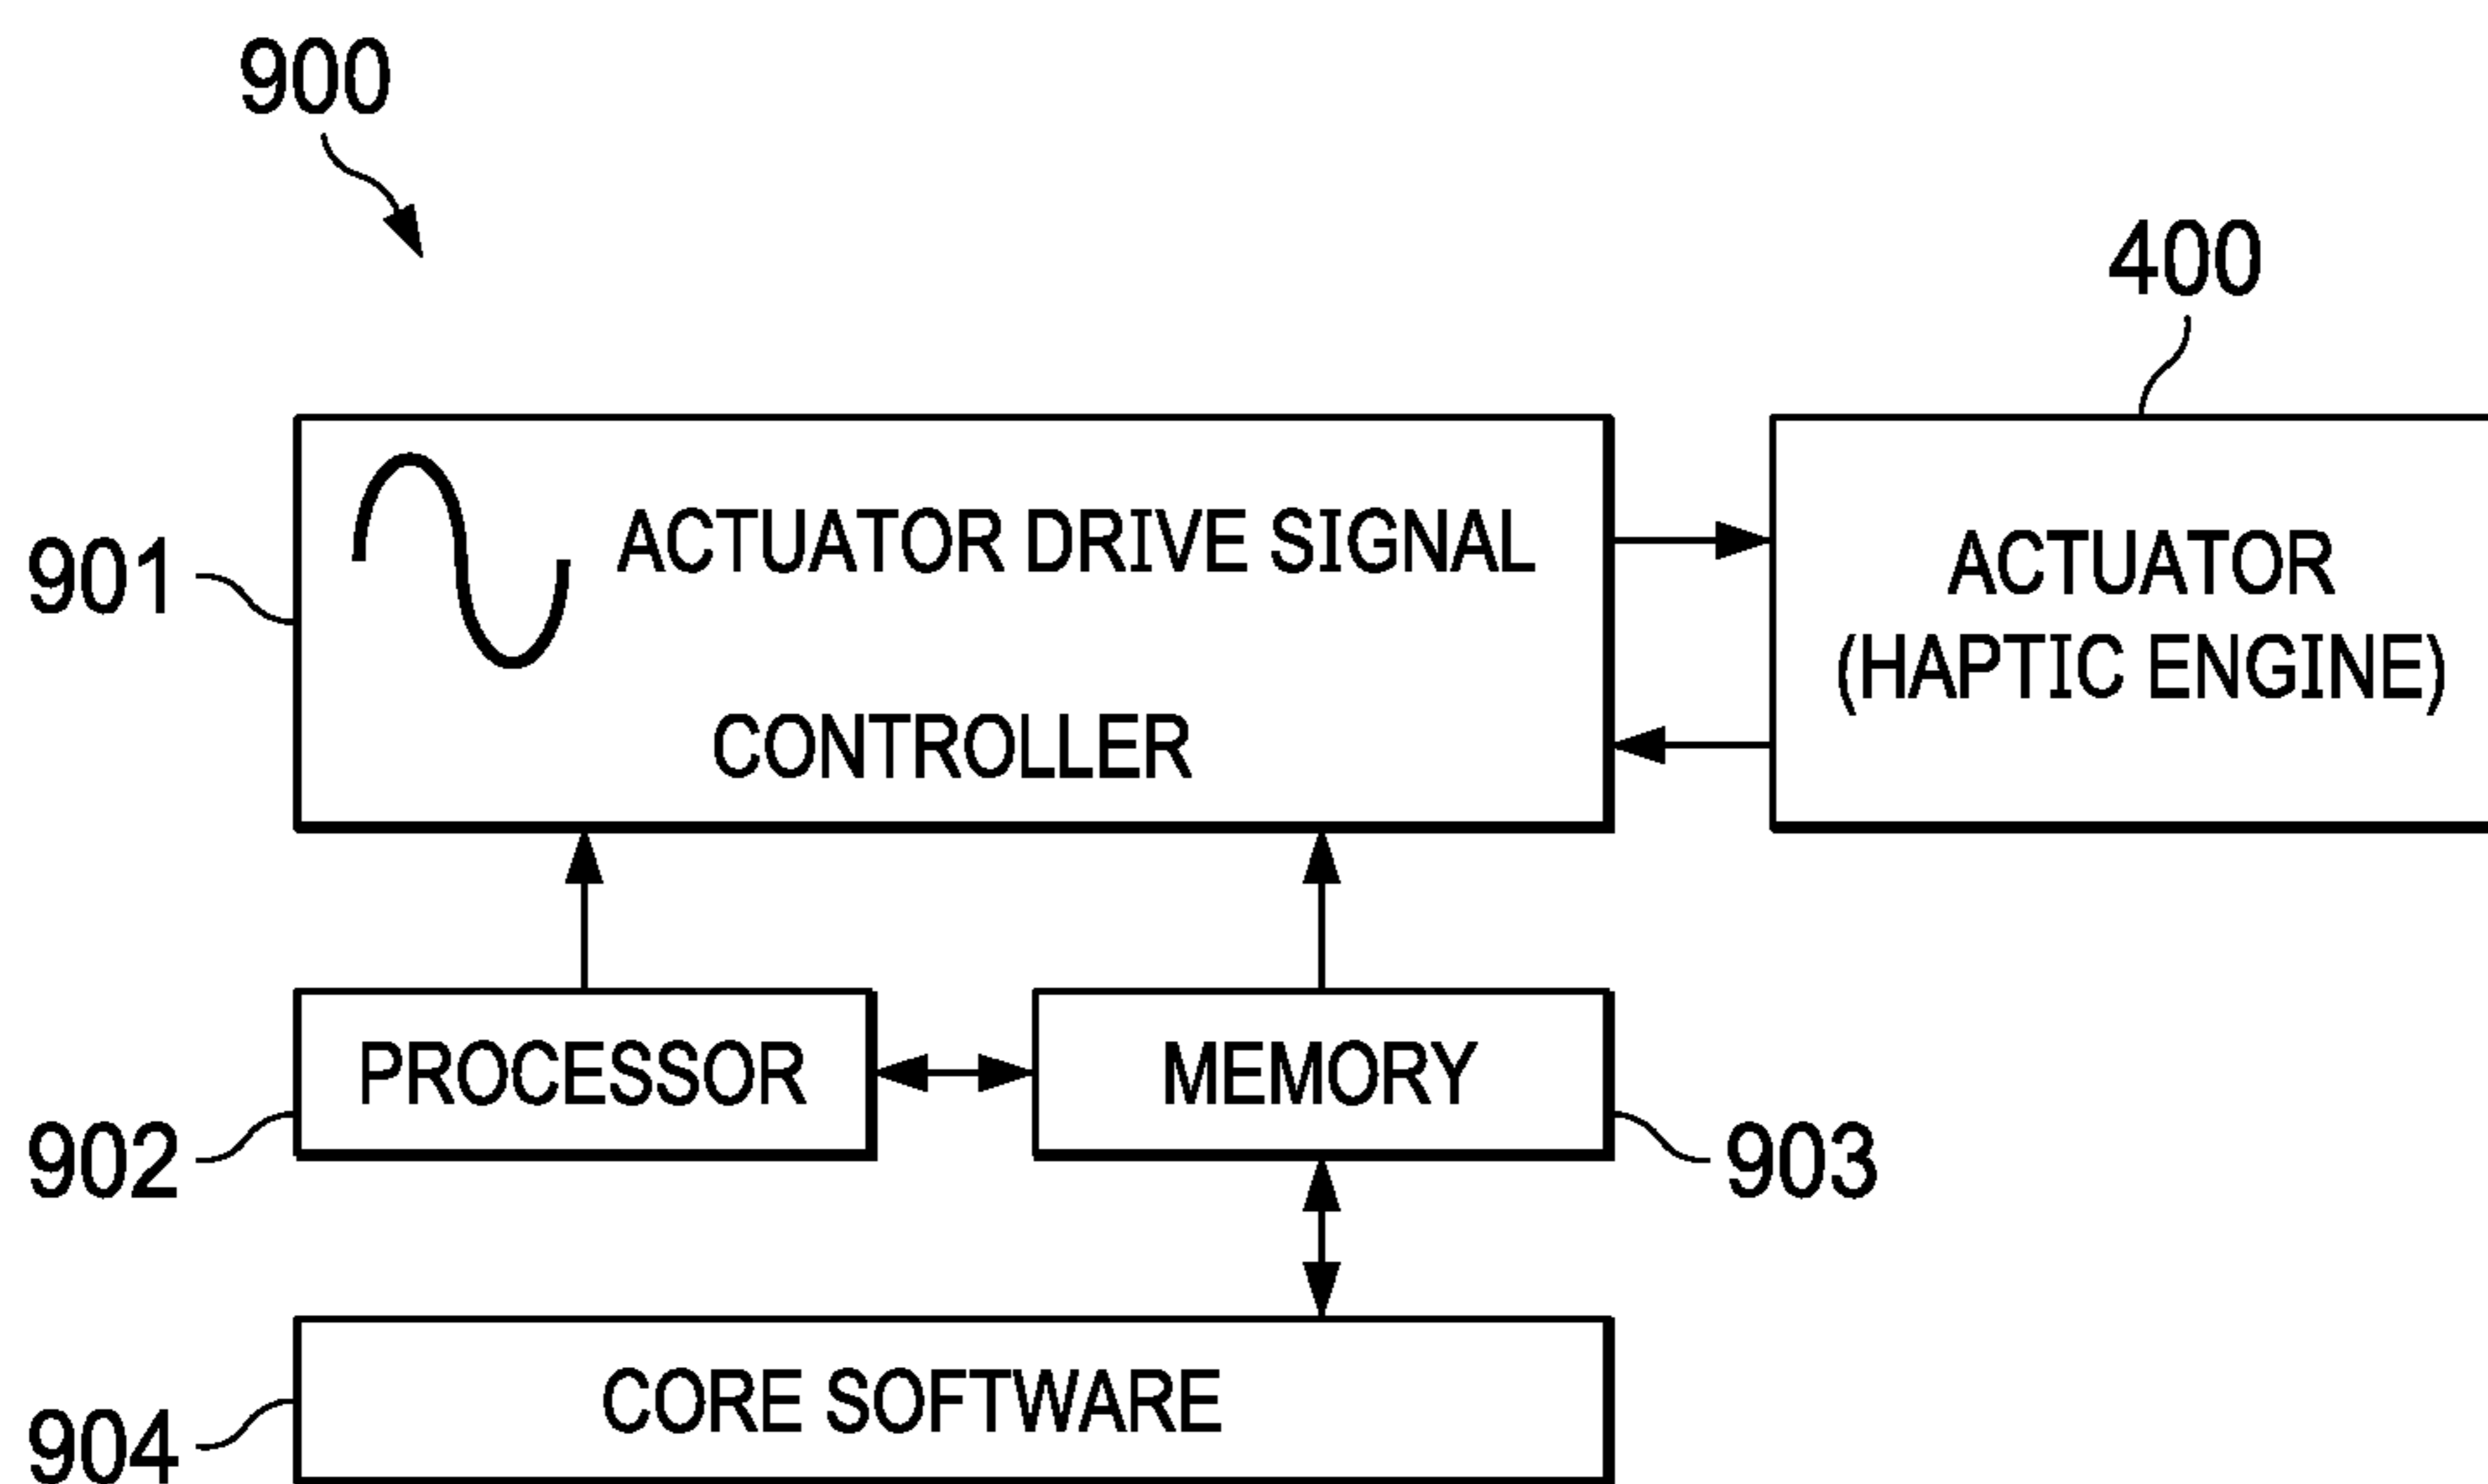 900
400
901
ACTUATOR DRIVE SIGNAL
CONTROLLER
ACTUATOR
(HAPTIC ENGINE)
PROCESSOR
MEMORY
902
903
CORE SOFTWARE
904